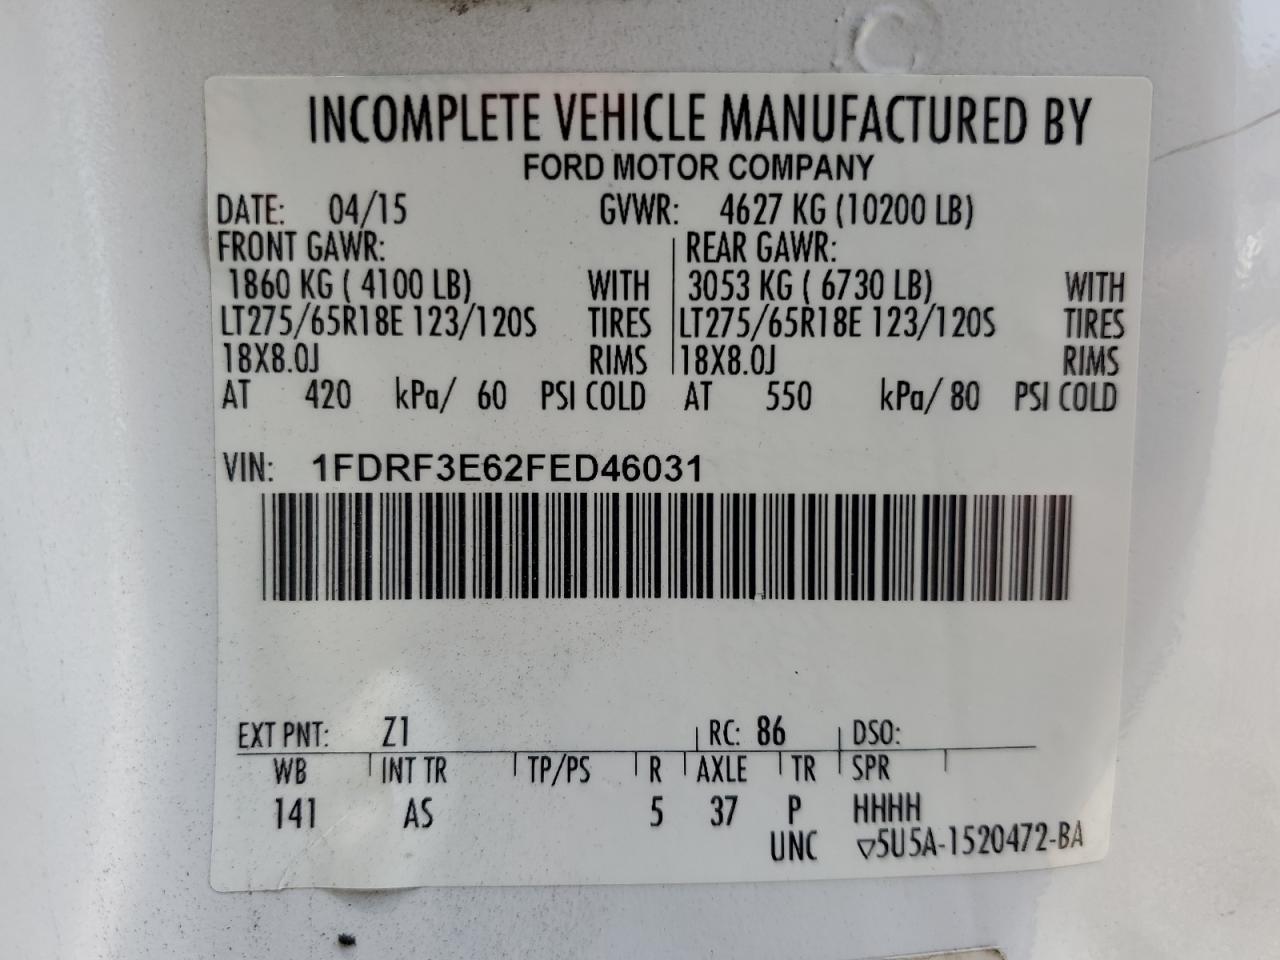 INCOMPLETE VEHICLE MANUFACTURED BY
FORD MOTOR COMPANY
DATE: 04/15 GVWR: 4627 KG (10200 LB)
FRONT GAWR: REAR GAWR:
1860 KG ( 4100 LB) WITH 3053 KG ( 6730 LB) WITH
LT275/65R18E 123/120S TIRES LT275/65R18E 123/120S TIRES
18X8.0J RIMS 18X8.0J RIMS
AT 420 kPa/ 60 PSI COLD AT 550 kPa/ 80 PSI COLD
VIN: 1FDRF3E62FED46031
EXT PNT: Z1 RC: 86 DSO:
WB INT TR TP/PS R AXLE TR SPR
141 AS 5 37 P HHHH
UNC ▽5U5A-1520472-BA